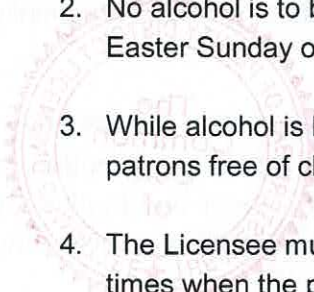 2. No alcohol is to
Easter Sunday
3. While alcohol is
patrons free of
4. The Licensee
times when the